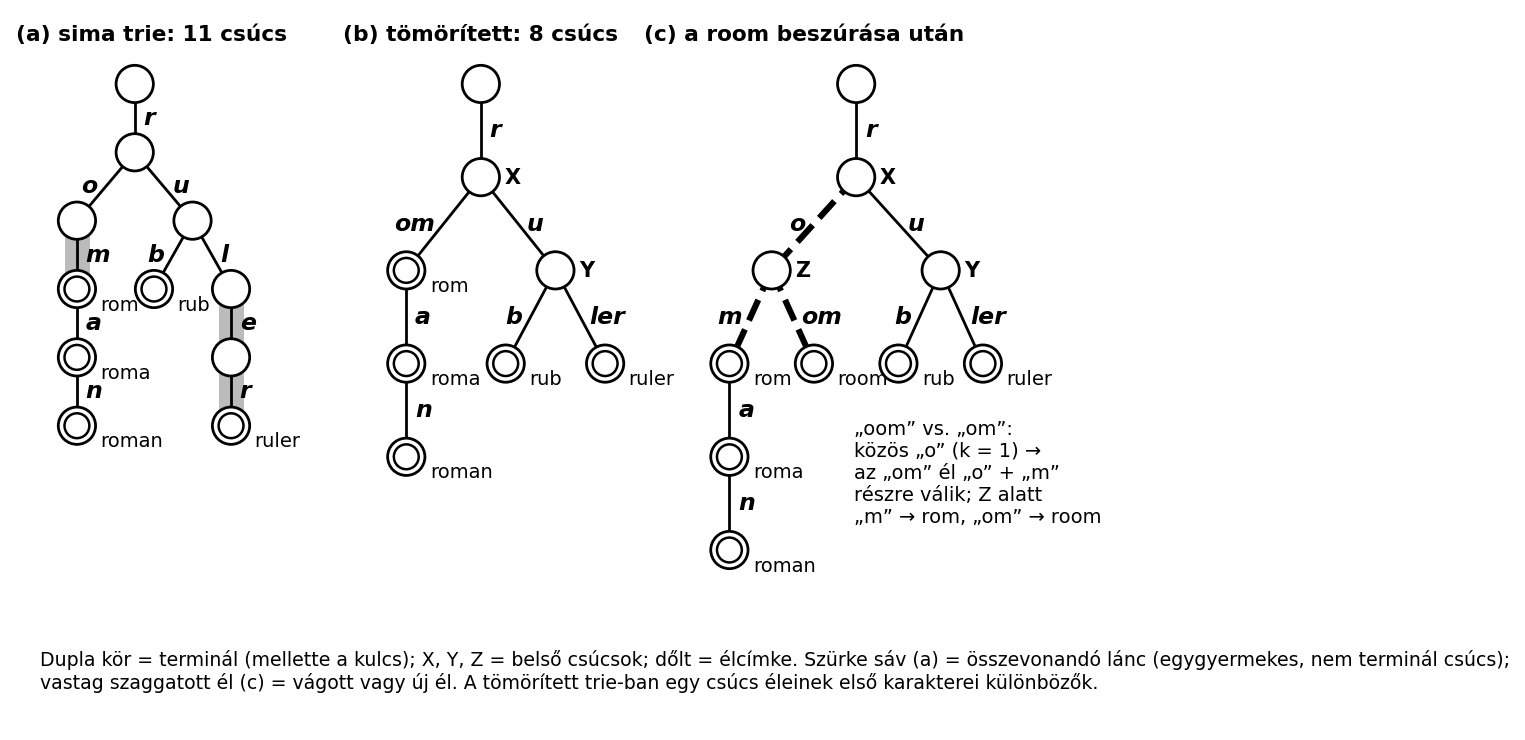 (a) sima trie: 11 csúcs
r
o u
m b l
rom rub
a e
roma
n r
roman ruler
(b) tömörített: 8 csúcs
r
X
om u
rom Y
a b ler
roma rub ruler
n
roman
(c) a room beszúrása után
r
X
o u
Z Y
m om b ler
rom room rub ruler
a
roma
n
roman
„oom” vs. „om”:
közös „o” (k = 1) →
az „om” él „o” + „m”
részre válik; Z alatt
„m” → rom, „om” → room
Dupla kör = terminál (mellette a kulcs); X, Y, Z = belső csúcsok; dőlt = élcímke. Szürke sáv (a) = összevonandó lánc (egygyermekes, nem terminál csúcs);
vastag szaggatott él (c) = vágott vagy új él. A tömörített trie-ban egy csúcs éleinek első karakterei különbözők.